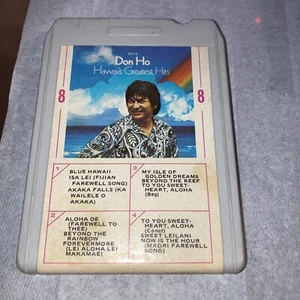 Don Ho
Hawaii's Greatest Hits
8
8
1
BLUE HAWAII
ISA LEI (FIJIAN
FAREWELL SONG)
AKAKA FALLS (KA
WAILELE O
AKAKA)
3
MY ISLE OF
GOLDEN DREAMS
BEYOND THE REEF
TO YOU SWEET-
HEART, ALOHA
(Beg)
2
ALOHA OE
(FAREWELL TO
THEE)
BEYOND THE
RAINBOW
FOREVERMORE
(LEI ALOHA LEI
MAKAMAE)
4
TO YOU SWEET-
HEART, ALOHA
(Concl)
SWEET LEILANI
NOW IS THE HOUR
(MAORI FAREWELL
SONG)